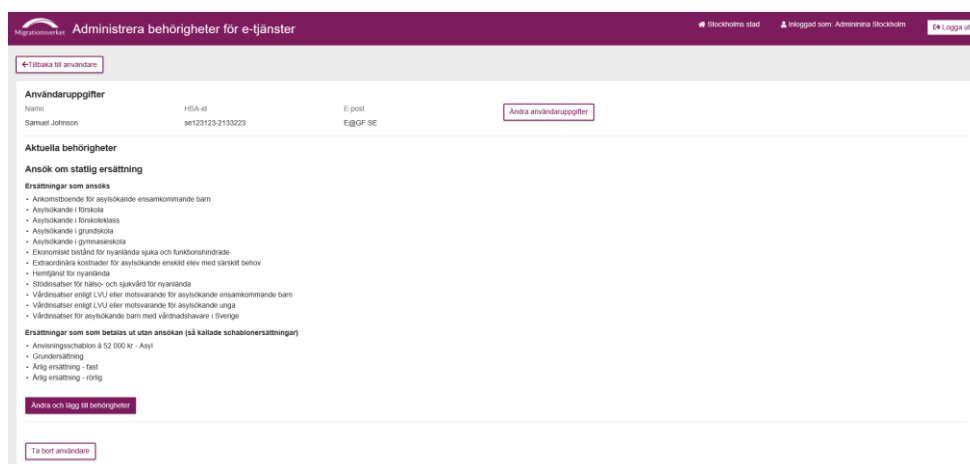 Migrationsverket Administrera behörigheter för e-tjänster Stockholms stad Inloggad som: Admininina Stockholm Logga ut
←Tillbaka till användare
Användaruppgifter
Namn HSA-id E-post
Samuel Johnson se123123-2133223 E@GF.SE Ändra användaruppgifter
Aktuella behörigheter
Ansök om statlig ersättning
Ersättningar som ansöks
• Ankomstboende för asylsökande ensamkommande barn
• Asylsökande i förskola
• Asylsökande i förskoleklass
• Asylsökande i grundskola
• Asylsökande i gymnasieskola
• Ekonomiskt bistånd för nyanlända sjuka och funktionshindrade
• Extraordinära kostnader för asylsökande enskild elev med särskilt behov
• Hemtjänst för nyanlända
• Stödinsatser för hälso- och sjukvård för nyanlända
• Vårdinsatser enligt LVU eller motsvarande för asylsökande ensamkommande barn
• Vårdinsatser enligt LVU eller motsvarande för asylsökande unga
• Vårdinsatser för asylsökande barn med vårdnadshavare i Sverige
Ersättningar som som betalas ut utan ansökan (så kallade schablonersättningar)
• Anvisningsschablon à 52 000 kr - Asyl
• Grundersättning
• Årlig ersättning - fast
• Årlig ersättning - rörlig
Ändra och lägg till behörigheter
Ta bort användare